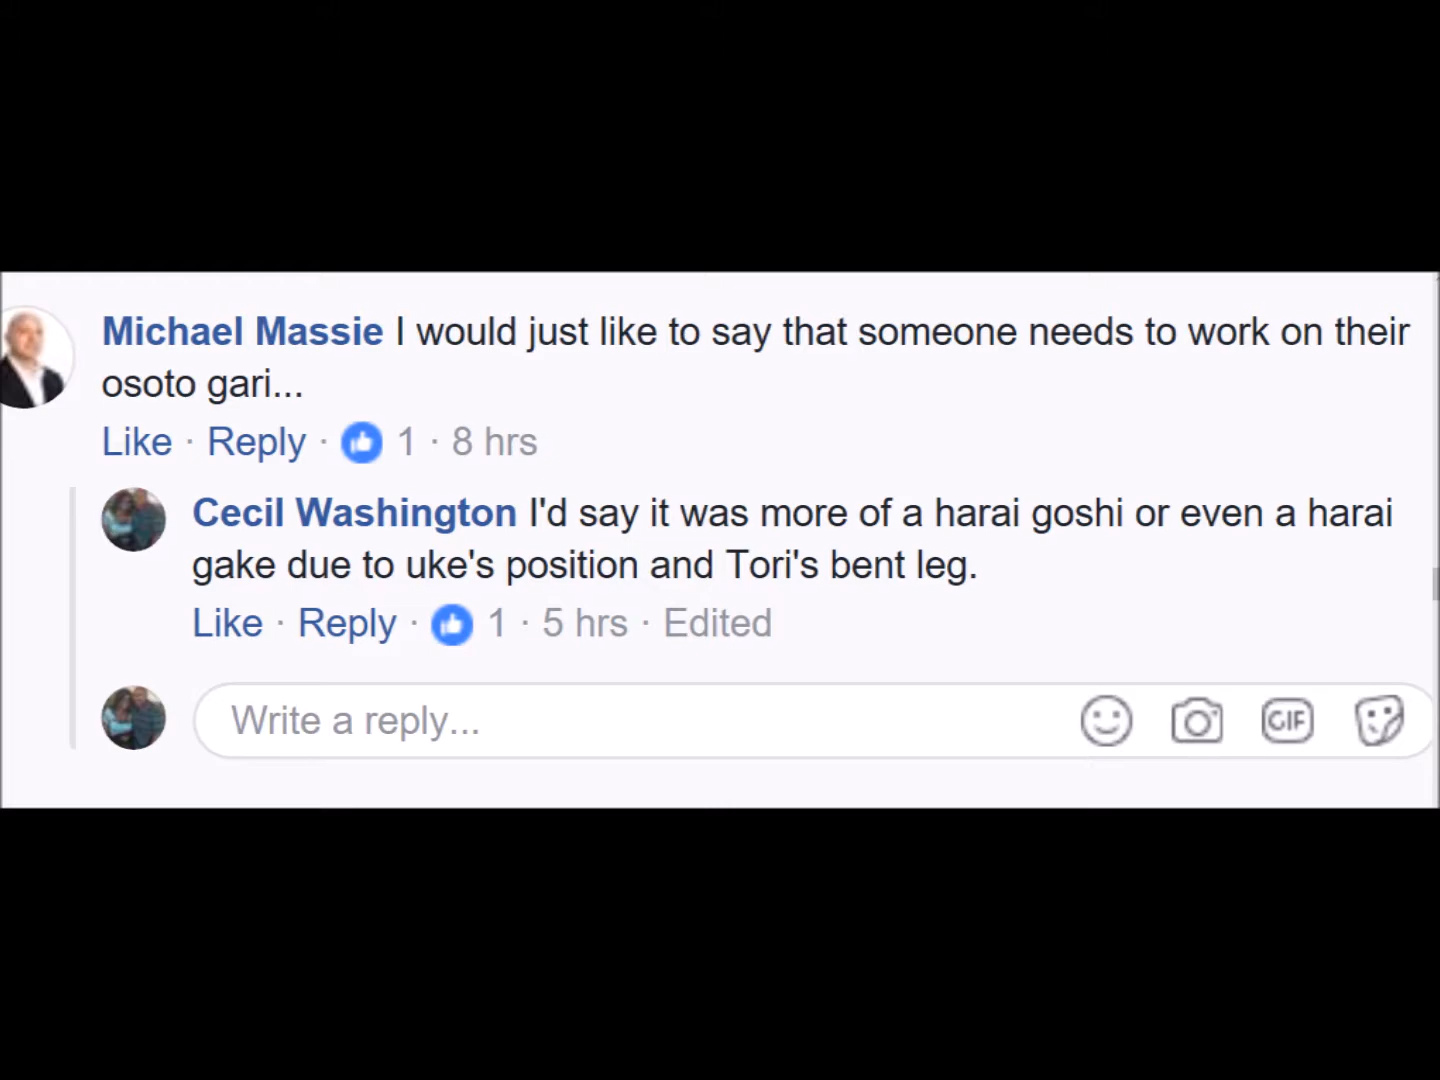 Michael Massie I would just like to say that someone needs to work on their
osoto gari...
Like · Reply · 1 · 8 hrs
Cecil Washington I'd say it was more of a harai goshi or even a harai
gake due to uke's position and Tori's bent leg.
Like · Reply · 1 · 5 hrs · Edited
Write a reply... GIF